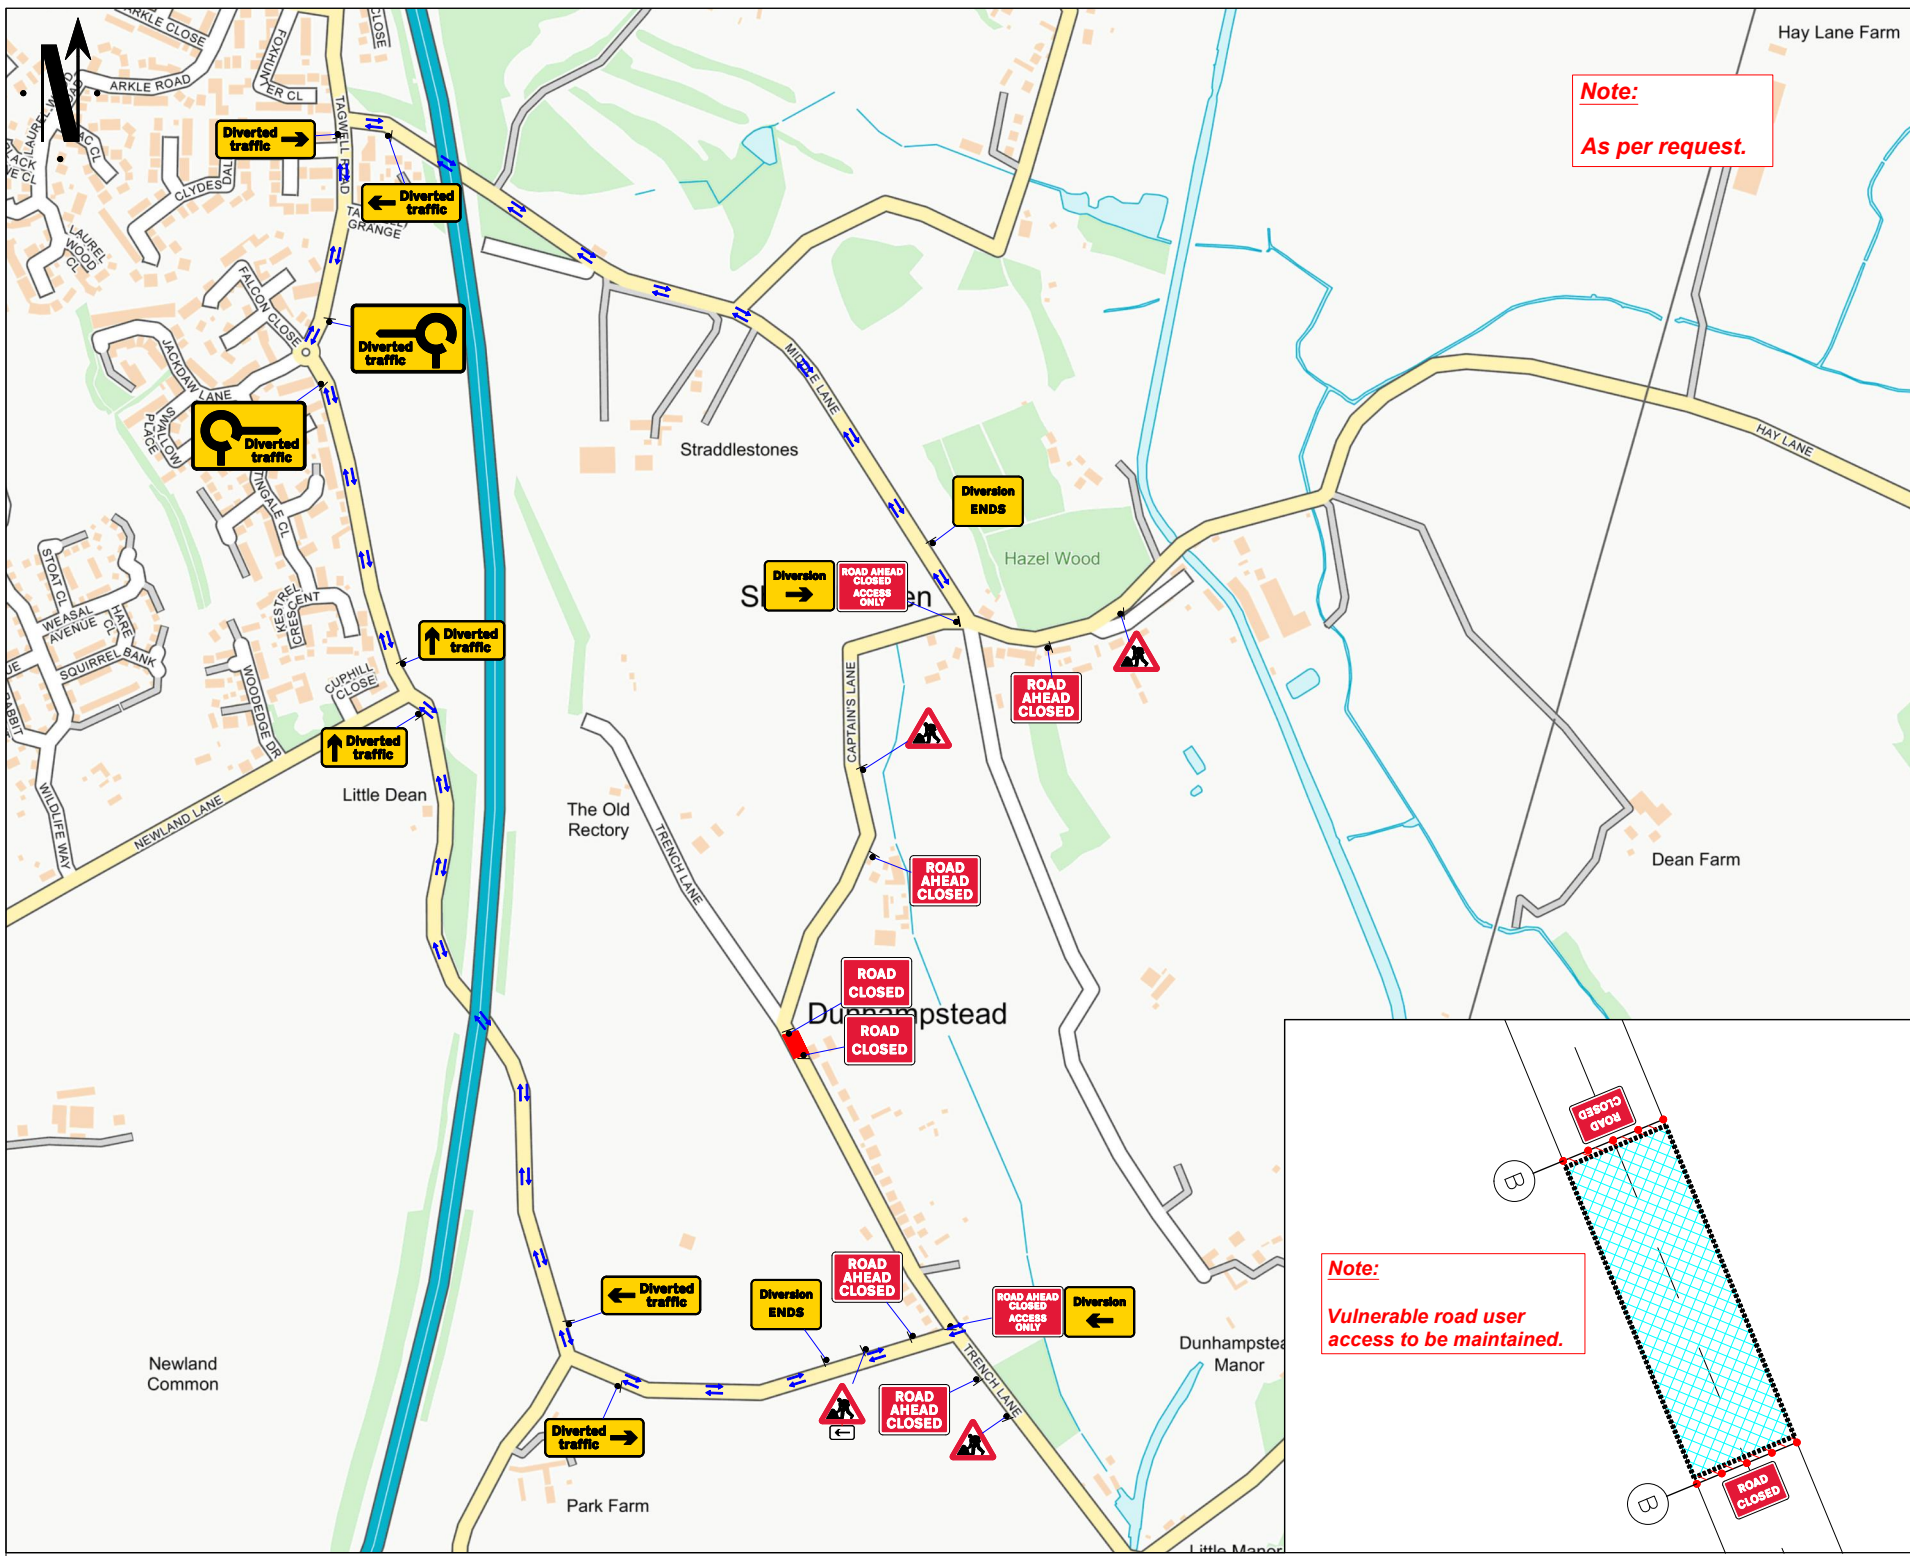 ARKLE CLOSE
CLOSE
FOXHUNTER CL
ARKLE ROAD
N
Hay Lane Farm
Note:
As per request.
TAGWELL ROAD
Diverted
traffic
Diverted
traffic
CLYDESDALE
GRANGE
LAUREL
WOOD
CL
FALCON CLOSE
Diverted
traffic
JACKDAW LANE
SWALLOW
PLACE
Diverted
traffic
MIDDLE LANE
Straddlestones
HAY LANE
Diversion
ENDS
Hazel Wood
Diversion
ROAD AHEAD
CLOSED
ACCESS
ONLY
STOAT CL
WEASAL
AVENUE
HARE
CL
SQUIRREL BANK
KESTREL
CRESCENT
Diverted
traffic
CUPHILL
CLOSE
WOODEDGE DR
Diverted
traffic
CAPTAIN'S LANE
ROAD
AHEAD
CLOSED
Little Dean
NEWLAND LANE
WILDLIFE WAY
The Old
Rectory
TRENCH LANE
ROAD
AHEAD
CLOSED
Dean Farm
ROAD
CLOSED
Dunhampstead
ROAD
CLOSED
ROAD
CLOSED
B
Note:
Vulnerable road user
access to be maintained.
ROAD
AHEAD
CLOSED
Diverted
traffic
Diversion
ENDS
ROAD AHEAD
CLOSED
ACCESS
ONLY
Diversion
TRENCH LANE
Dunhampstea
Manor
Newland
Common
ROAD
AHEAD
CLOSED
Diverted
traffic
Park Farm
B
ROAD
CLOSED
Little Manor